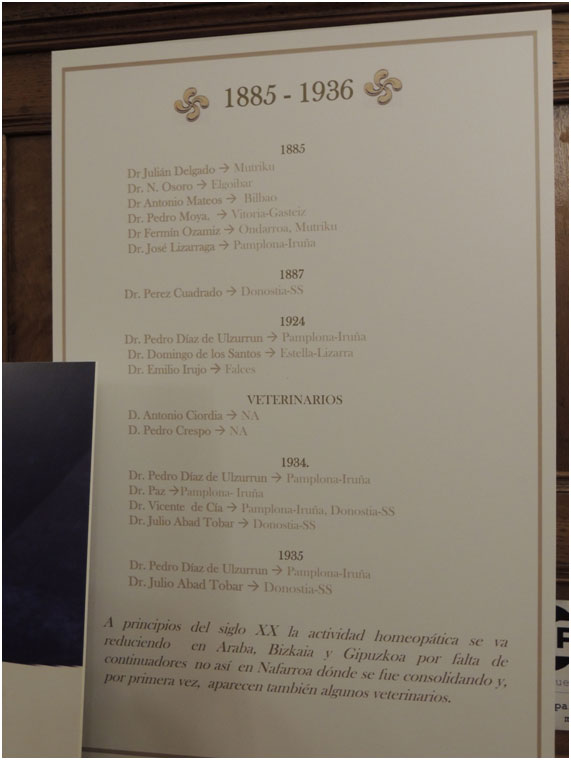 1885 - 1936
1885
Dr Julián Delgado → Mutriku
Dr. N. Osoro → Elgoibar
Dr Antonio Mateos → Bilbao
Dr. Pedro Moya. → Vitoria-Gasteiz
Dr Fermín Ozamiz → Ondarroa, Mutriku
Dr. José Lizarraga → Pamplona-Iruña
1887
Dr. Perez Cuadrado → Donostia-SS
1924
Dr. Pedro Díaz de Ulzurrun → Pamplona-Iruña
Dr. Domingo de los Santos → Estella-Lizarra
Dr. Emilio Irujo → Falces
VETERINARIOS
D. Antonio Ciordia → NA
D. Pedro Crespo → NA
1934.
Dr. Pedro Díaz de Ulzurrun → Pamplona-Iruña
Dr. Paz →Pamplona- Iruña
Dr. Vicente de Cía → Pamplona-Iruña, Donostia-SS
Dr. Julio Abad Tobar → Donostia-SS
1935
Dr. Pedro Díaz de Ulzurrun → Pamplona-Iruña
Dr. Julio Abad Tobar → Donostia-SS
A principios del siglo XX la actividad homeopática se va
reduciendo en Araba, Bizkaia y Gipuzkoa por falta de
continuadores no así en Nafarroa dónde se fue consolidando y,
por primera vez, aparecen también algunos veterinarios.